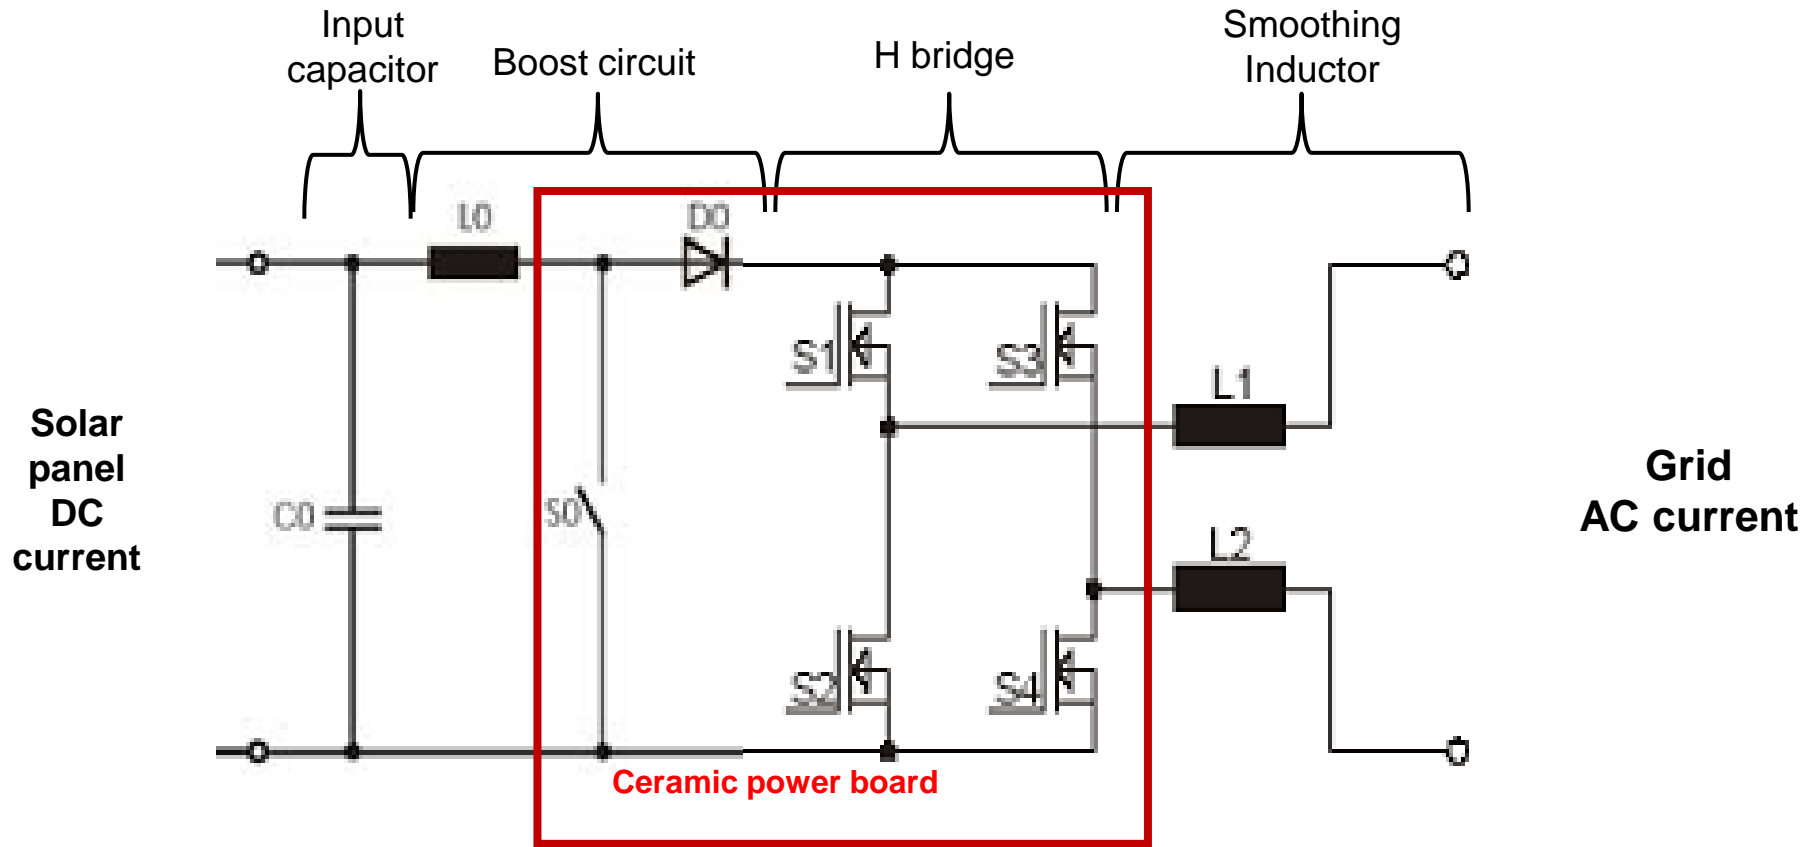 Input
capacitor
Boost circuit
H bridge
Smoothing
Inductor
L0
D0
S1
S3
L1
Solar
panel
DC
current
C0
S0
Grid
AC current
L2
S2
S4
Ceramic power board